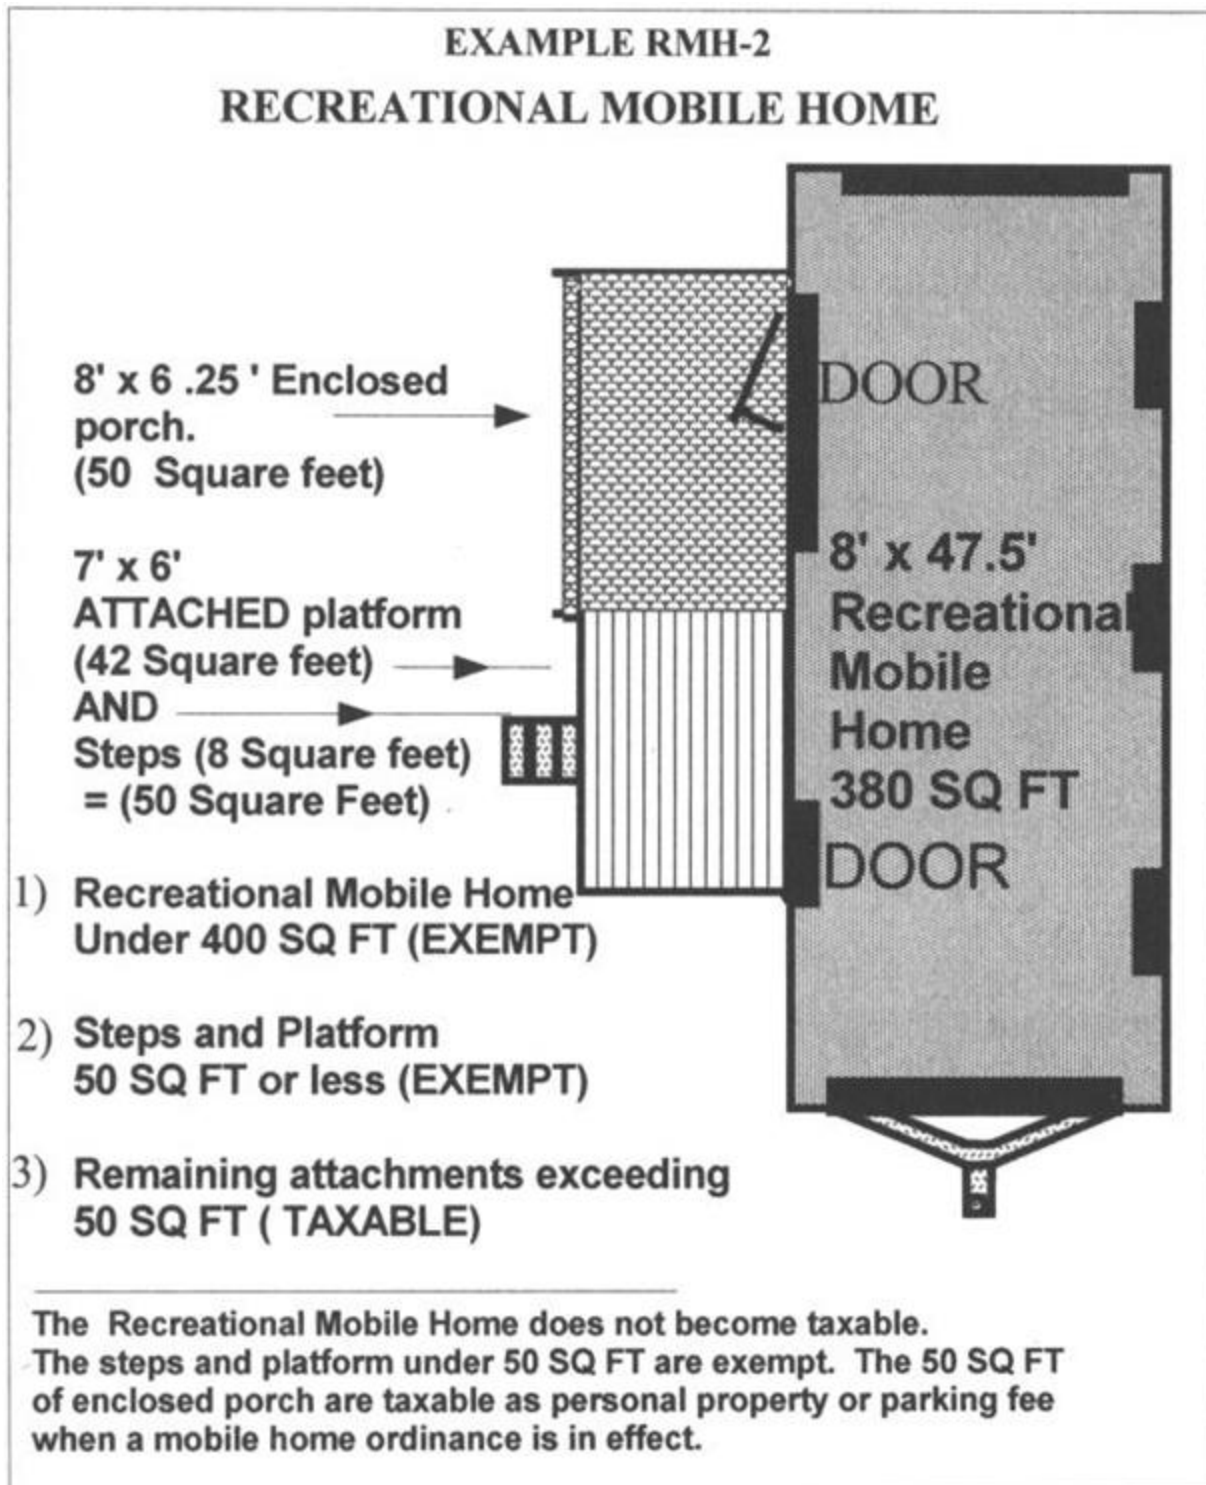 EXAMPLE RMH-2
RECREATIONAL MOBILE HOME
8' x 6 .25 ' Enclosed
porch.
(50 Square feet)
7' x 6'
ATTACHED platform
(42 Square feet)
AND
Steps (8 Square feet)
= (50 Square Feet)
DOOR
8' x 47.5'
Recreational
Mobile
Home
380 SQ FT
DOOR
1) Recreational Mobile Home
Under 400 SQ FT (EXEMPT)
2) Steps and Platform
50 SQ FT or less (EXEMPT)
3) Remaining attachments exceeding
50 SQ FT ( TAXABLE)
The Recreational Mobile Home does not become taxable.
The steps and platform under 50 SQ FT are exempt. The 50 SQ FT
of enclosed porch are taxable as personal property or parking fee
when a mobile home ordinance is in effect.